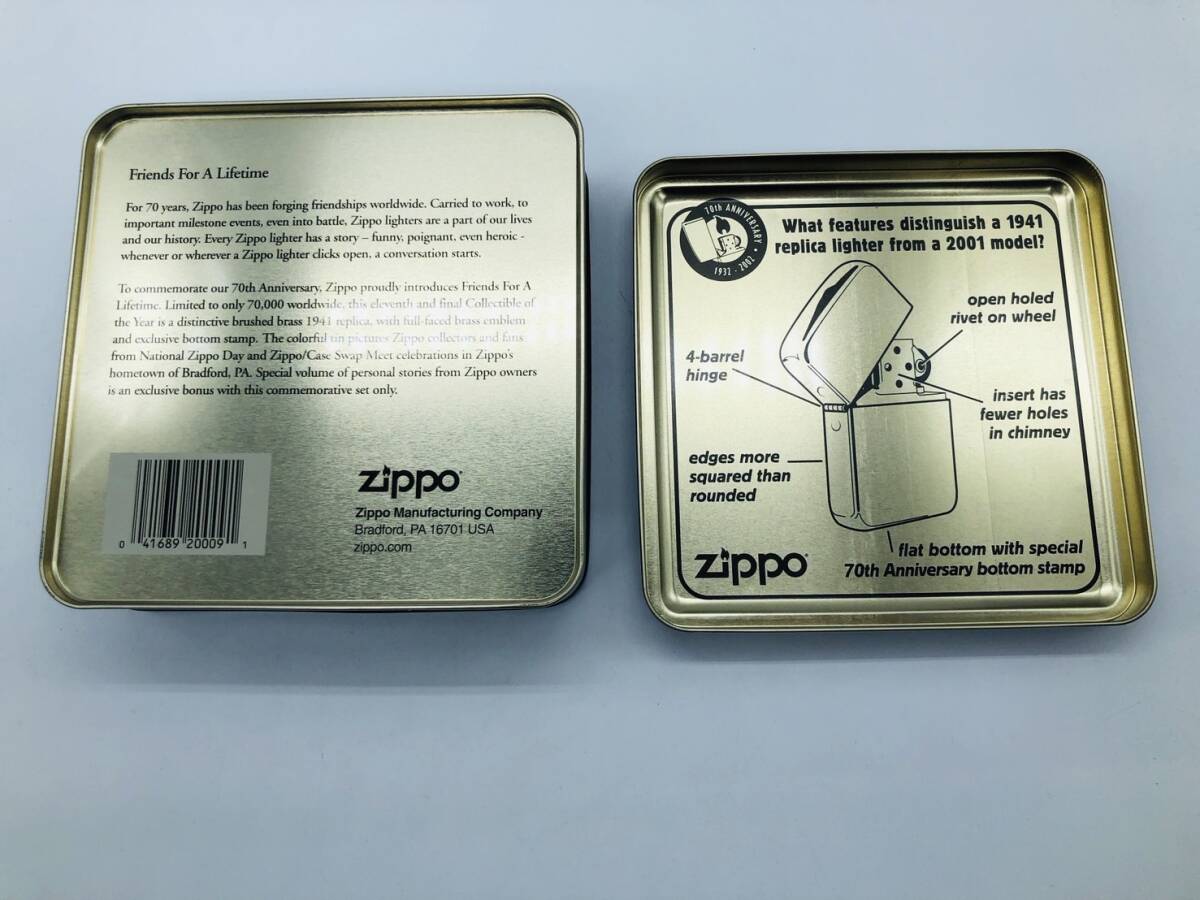 Friends For A Lifetime
For 70 years, Zippo has been forging friendships worldwide. Carried to work, to
important milestone events, even into battle, Zippo lighters are a part of our lives
and our history. Every Zippo lighter has a story – funny, poignant, even heroic -
whenever or wherever a Zippo lighter clicks open, a conversation starts.
To commemorate our 70th Anniversary, Zippo proudly introduces Friends For A
Lifetime. Limited to only 70,000 worldwide, this eleventh and final Collectible of
the Year is a distinctive brushed brass 1941 replica, with full-faced brass emblem
and exclusive bottom stamp. The colorful tin pictures Zippo collectors and fans
from National Zippo Day and Zippo/Case Swap Meet celebrations in Zippo's
hometown of Bradford, PA. Special volume of personal stories from Zippo owners
is an exclusive bonus with this commemorative set only.
0 41689 20009 1
Zippo
Zippo Manufacturing Company
Bradford, PA 16701 USA
zippo.com
70th ANNIVERSARY • 1932 - 2002 •
What features distinguish a 1941
replica lighter from a 2001 model?
open holed
rivet on wheel
4-barrel
hinge
insert has
fewer holes
in chimney
edges more
squared than
rounded
flat bottom with special
70th Anniversary bottom stamp
Zippo